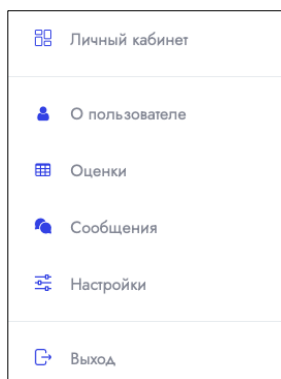 Личный кабинет
О пользователе
Оценки
Сообщения
Настройки
Выход